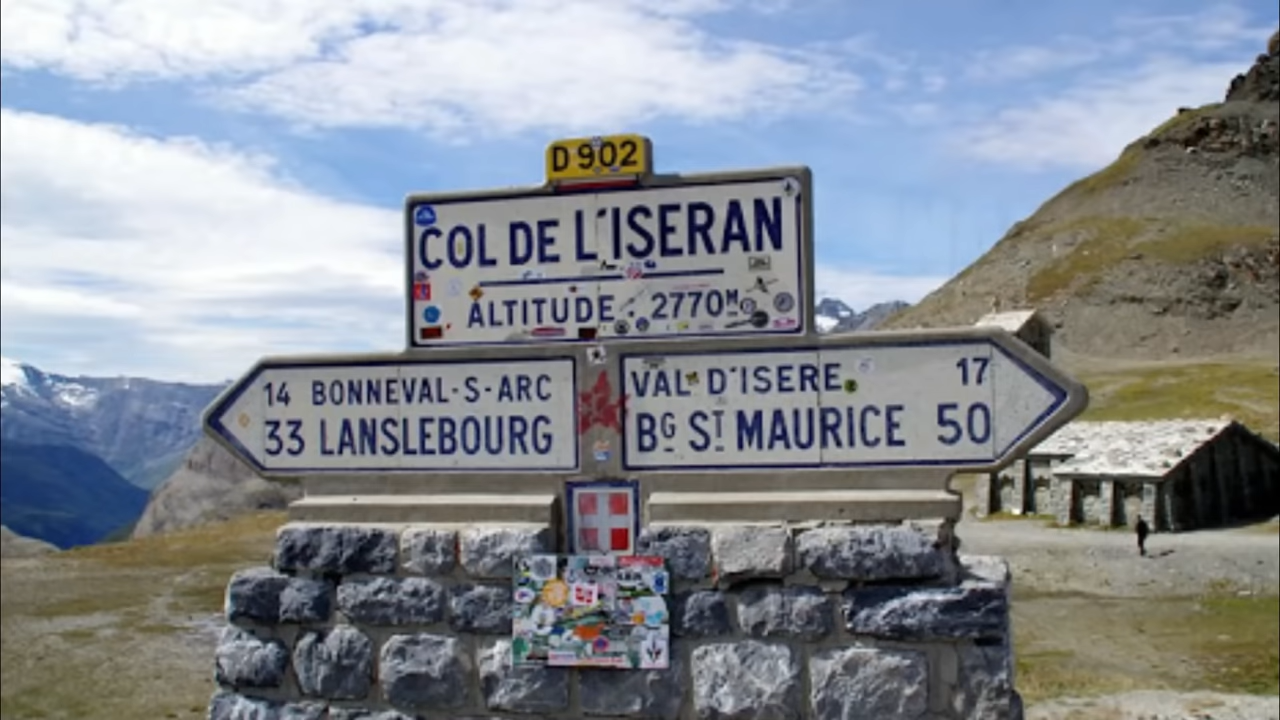 D 902
COL DE L'ISERAN
ALTITUDE . 2770M
14 BONNEVAL-S-ARC
33 LANSLEBOURG
VAL D'ISERE 17
BG ST MAURICE 50